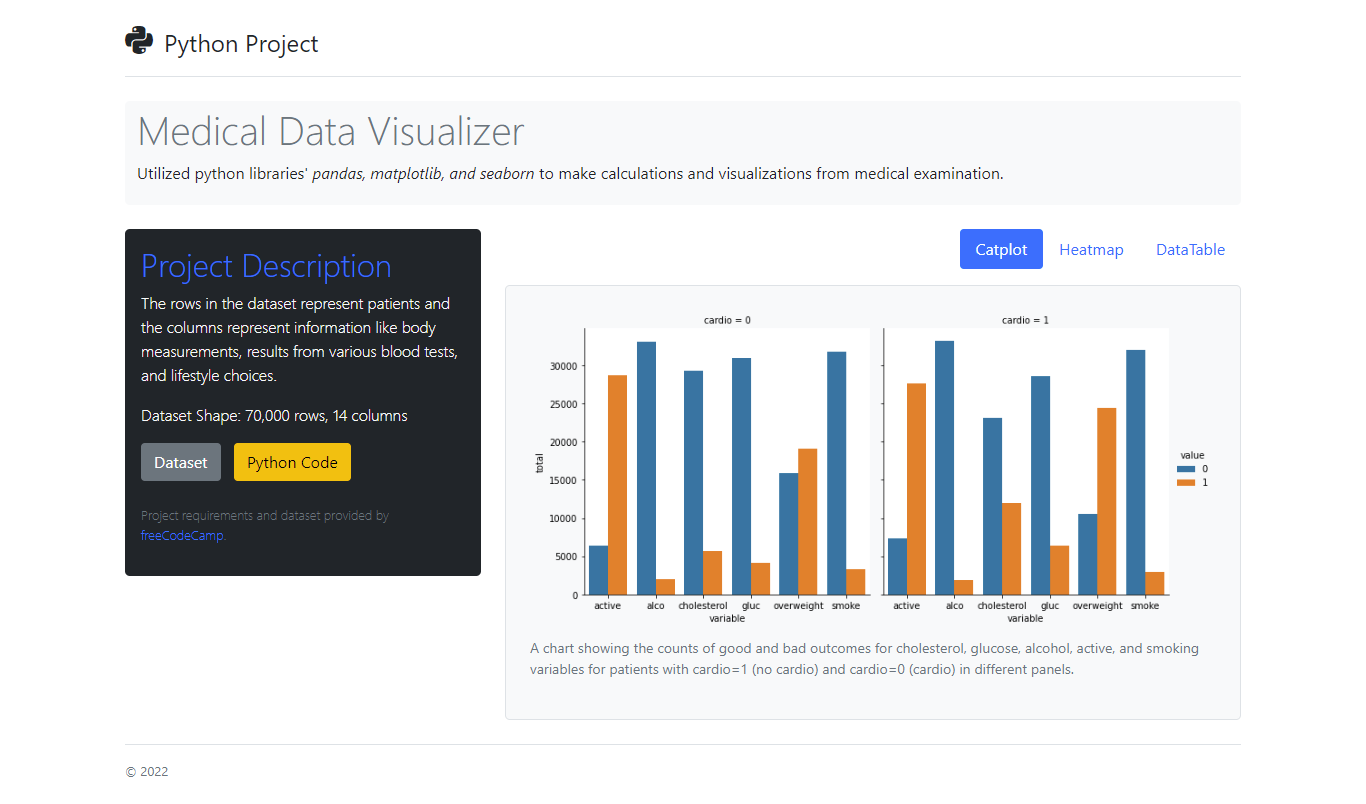 Python Project
Medical Data Visualizer
Utilized python libraries' pandas, matplotlib, and seaborn to make calculations and visualizations from medical examination.
Project Description
The rows in the dataset represent patients and
the columns represent information like body
measurements, results from various blood tests,
and lifestyle choices.
Dataset Shape: 70,000 rows, 14 columns
Dataset Python Code
Project requirements and dataset provided by
freeCodeCamp.
Catplot Heatmap DataTable
cardio = 0 cardio = 1
30000
25000
20000
15000
10000
5000
0
total
active alco cholesterol gluc overweight smoke
variable
active alco cholesterol gluc overweight smoke
variable
value
0
1
A chart showing the counts of good and bad outcomes for cholesterol, glucose, alcohol, active, and smoking
variables for patients with cardio=1 (no cardio) and cardio=0 (cardio) in different panels.
© 2022